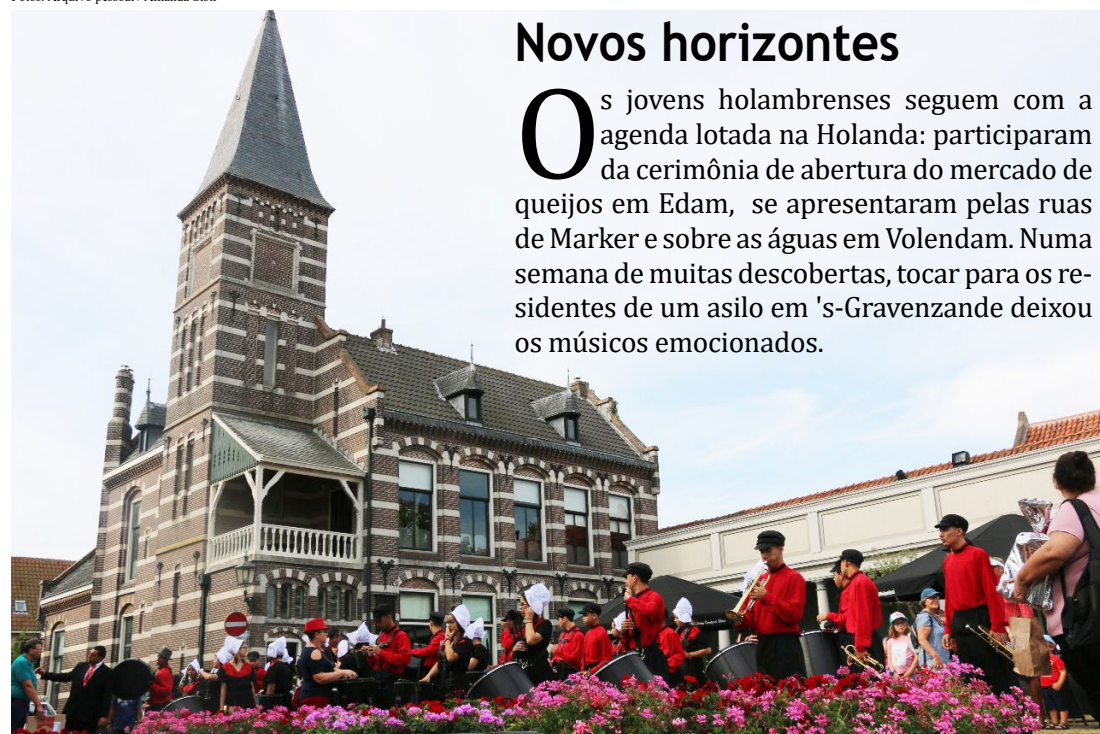 Novos horizontes
Os jovens holambrenses seguem com a
agenda lotada na Holanda: participaram
da cerimônia de abertura do mercado de
queijos em Edam, se apresentaram pelas ruas
de Marker e sobre as águas em Volendam. Numa
semana de muitas descobertas, tocar para os re-
sidentes de um asilo em 's-Gravenzande deixou
os músicos emocionados.